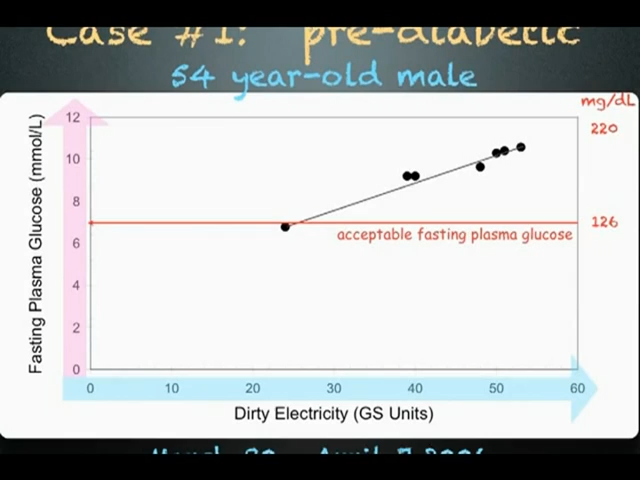 Case #1: pre-diabetic
54 year-old male
mg/dL
12
220
10
8
126
acceptable fasting plasma glucose
6
4
2
0
Fasting Plasma Glucose (mmol/L)
0 10 20 30 40 50 60
Dirty Electricity (GS Units)